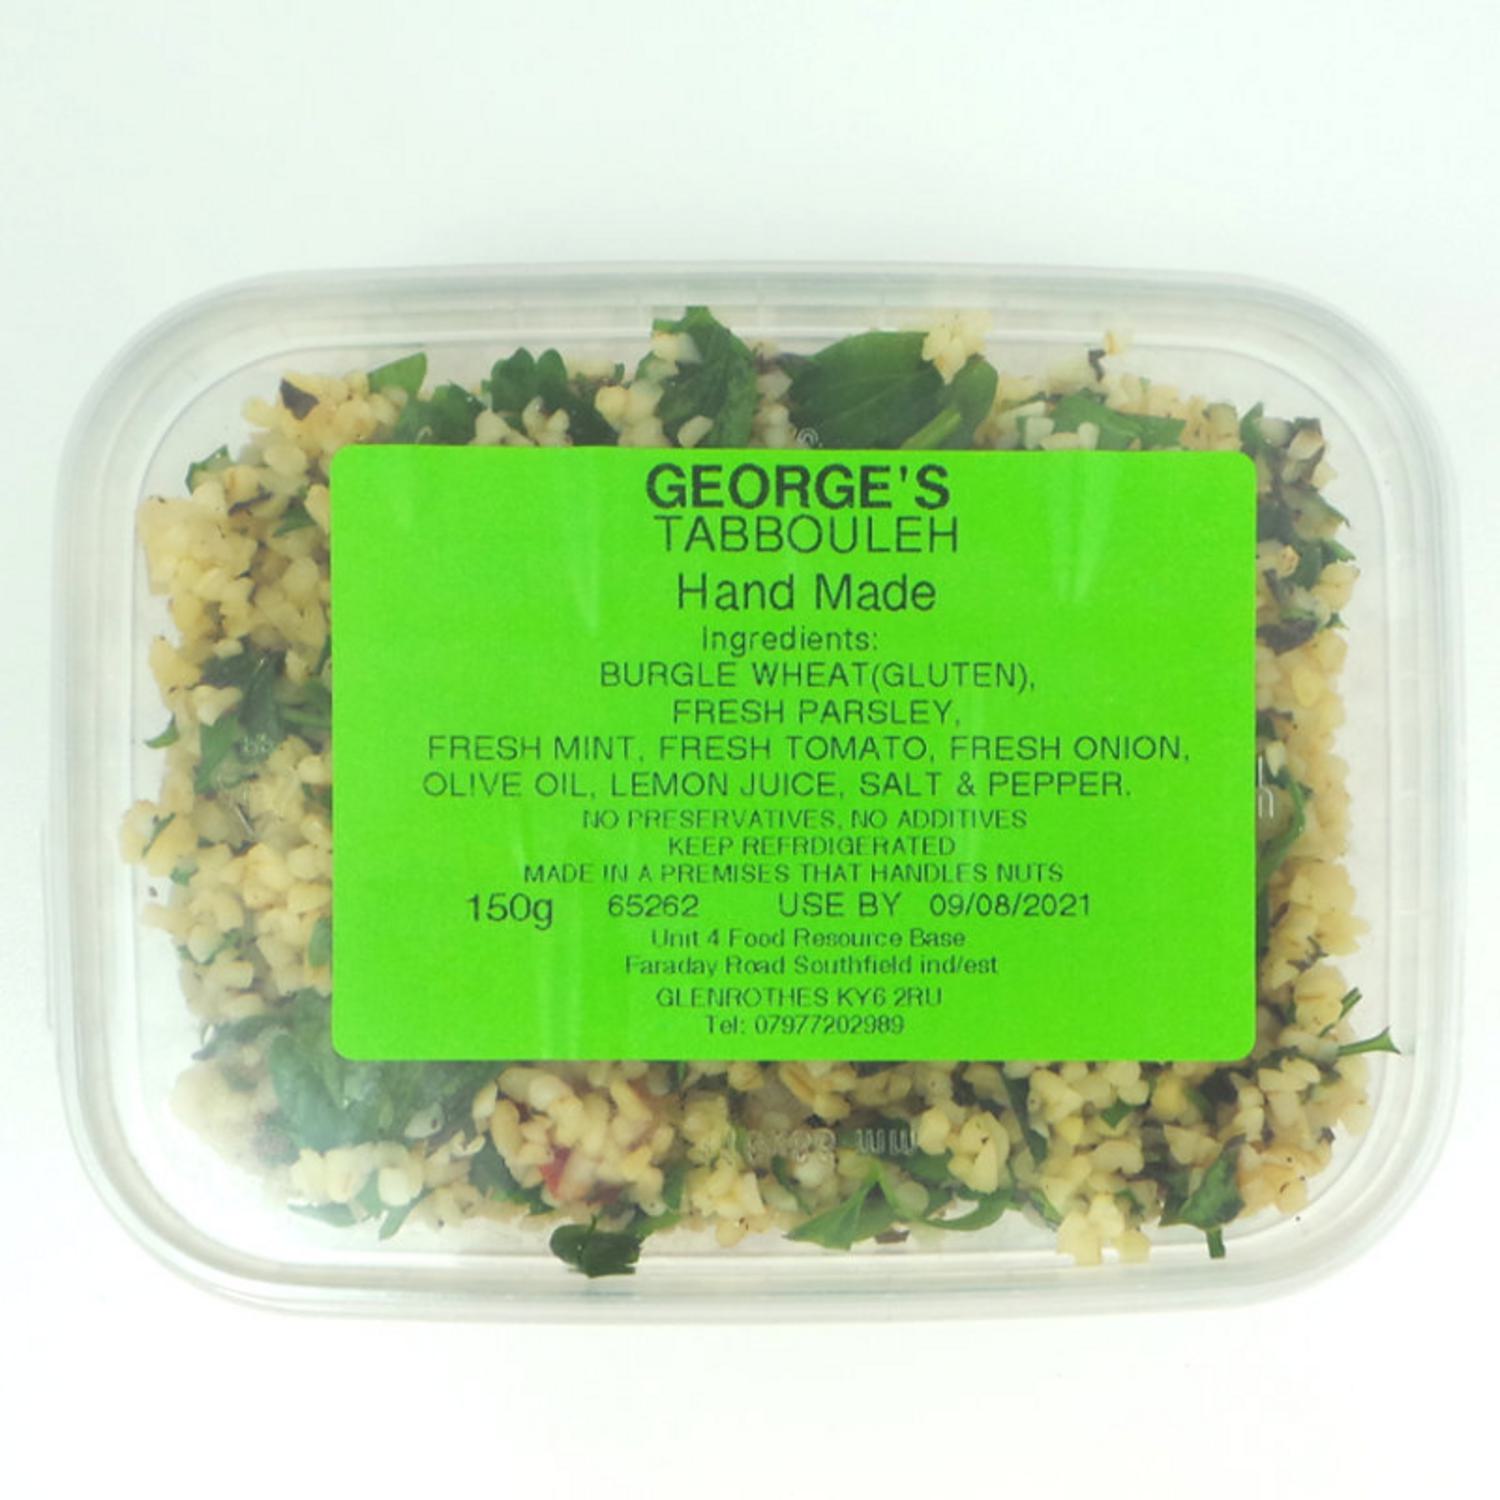 GEORGE'S
TABBOULEH
Hand Made
Ingredients:
BURGLE WHEAT(GLUTEN),
FRESH PARSLEY,
FRESH MINT, FRESH TOMATO, FRESH ONION,
OLIVE OIL, LEMON JUICE, SALT & PEPPER.
NO PRESERVATIVES, NO ADDITIVES
KEEP REFRDIGERATED
MADE IN A PREMISES THAT HANDLES NUTS
150g 65262 USE BY 09/08/2021
Unit 4 Food Resource Base
Faraday Road Southfield ind/est
GLENROTHES KY6 2RU
Tel: 07977202989